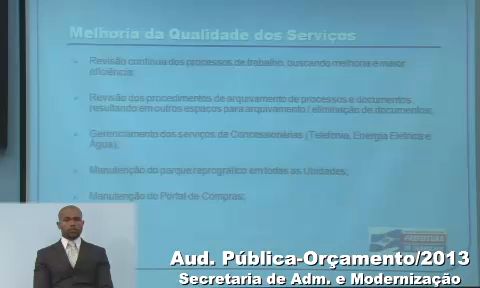 Melhoria da Qualidade dos Serviços
Revisão contínua dos processos de trabalho, buscando melhoria e maior
eficiência;
Revisão dos procedimentos de arquivamento de processos e documentos
resultando em outros espaços para arquivamento / eliminação de documentos;
Gerenciamento dos serviços de Concessionárias (Telefonia, Energia Elétrica e
Água);
Manutenção do parque reprográfico em todas as Unidades;
Manutenção do Portal de Compras;
PREFEITURA
Aud. Pública-Orçamento/2013
Secretaria de Adm. e Modernização